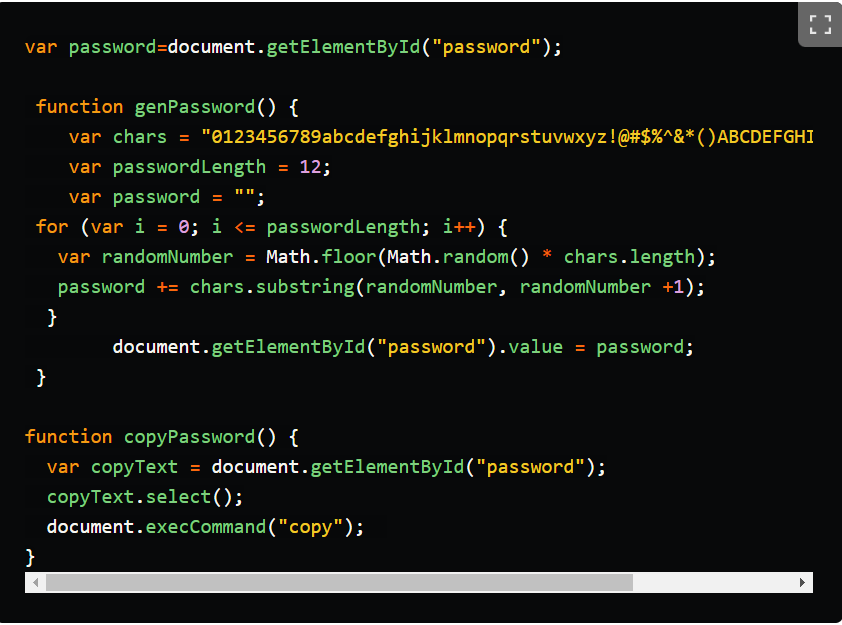 var password=document.getElementById("password");
function genPassword() {
var chars = "0123456789abcdefghijklmnopqrstuvwxyz!@#$%^&*()ABCDEFGHI
var passwordLength = 12;
var password = "";
for (var i = 0; i <= passwordLength; i++) {
var randomNumber = Math.floor(Math.random() * chars.length);
password += chars.substring(randomNumber, randomNumber +1);
}
document.getElementById("password").value = password;
}
function copyPassword() {
var copyText = document.getElementById("password");
copyText.select();
document.execCommand("copy");
}